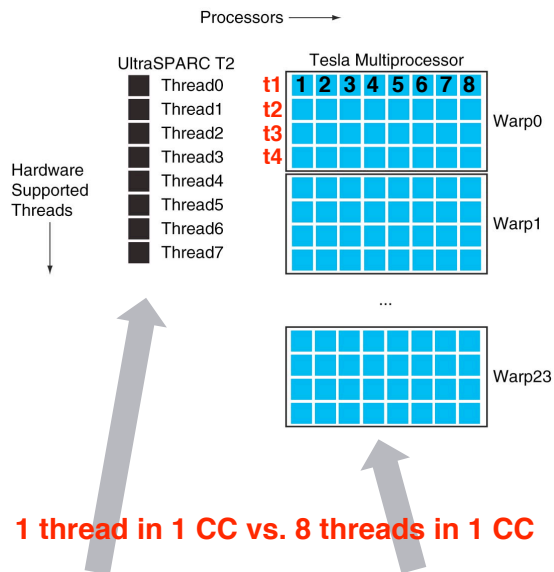 Processors
UltraSPARC T2
Tesla Multiprocessor
Thread0
Thread1
Thread2
Thread3
Thread4
Thread5
Thread6
Thread7
Hardware
Supported
Threads
t1 1 2 3 4 5 6 7 8
t2
t3
t4
Warp0
Warp1
...
Warp23
1 thread in 1 CC vs. 8 threads in 1 CC